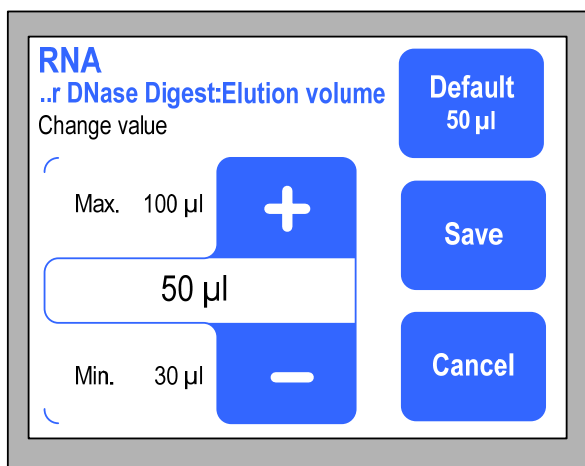 RNA
..r DNase Digest:Elution volume
Change value
Default
50 µl
Max. 100 µl
+
Save
50 µl
Min. 30 µl
−
Cancel